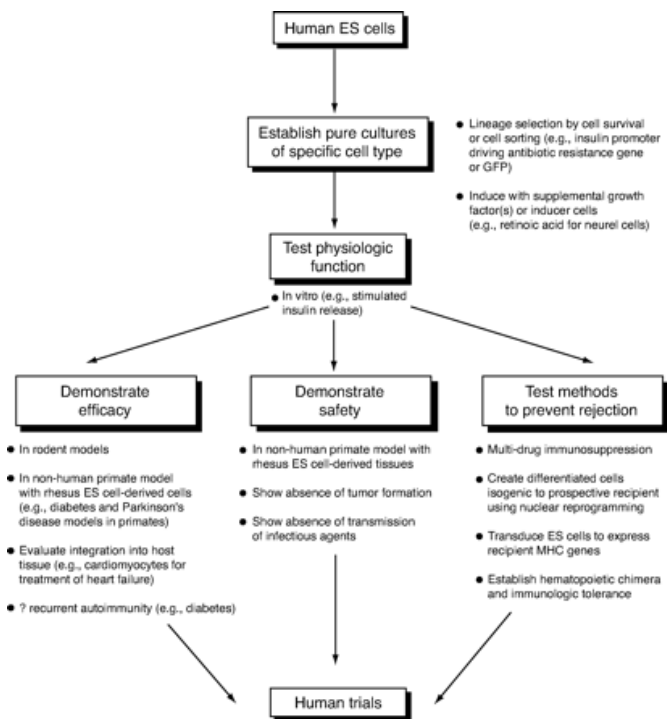 Human ES cells
Establish pure cultures
of specific cell type
● Lineage selection by cell survival
or cell sorting (e.g., insulin promoter
driving antibiotic resistance gene
or GFP)
● Induce with supplemental growth
factor(s) or inducer cells
(e.g., retinoic acid for neurel cells)
Test physiologic
function
● In vitro (e.g., stimulated
insulin release)
Demonstrate
efficacy
● In rodent models
● In non-human primate model
with rhesus ES cell-derived cells
(e.g., diabetes and Parkinson's
disease models in primates)
● Evaluate integration into host
tissue (e.g., cardiomyocytes for
treatment of heart failure)
● ? recurrent autoimmunity (e.g., diabetes)
Demonstrate
safety
● In non-human primate model with
rhesus ES cell-derived tissues
● Show absence of tumor formation
● Show absence of transmission
of infectious agents
Test methods
to prevent rejection
● Multi-drug immunosuppression
● Create differentiated cells
isogenic to prospective recipient
using nuclear reprogramming
● Transduce ES cells to express
recipient MHC genes
● Establish hematopoietic chimera
and immunologic tolerance
Human trials